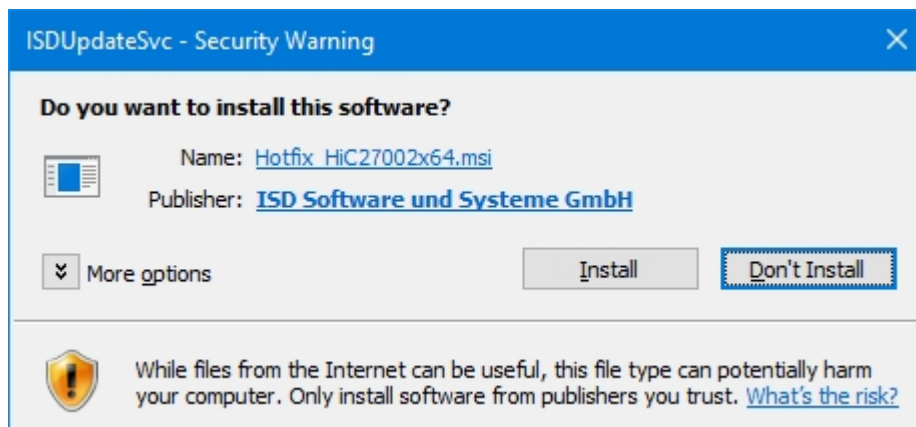 ISDUpdateSvc - Security Warning
Do you want to install this software?
Name: Hotfix_HiC27002x64.msi
Publisher: ISD Software und Systeme GmbH
More options
Install
Don't Install
While files from the Internet can be useful, this file type can potentially harm
your computer. Only install software from publishers you trust. What's the risk?